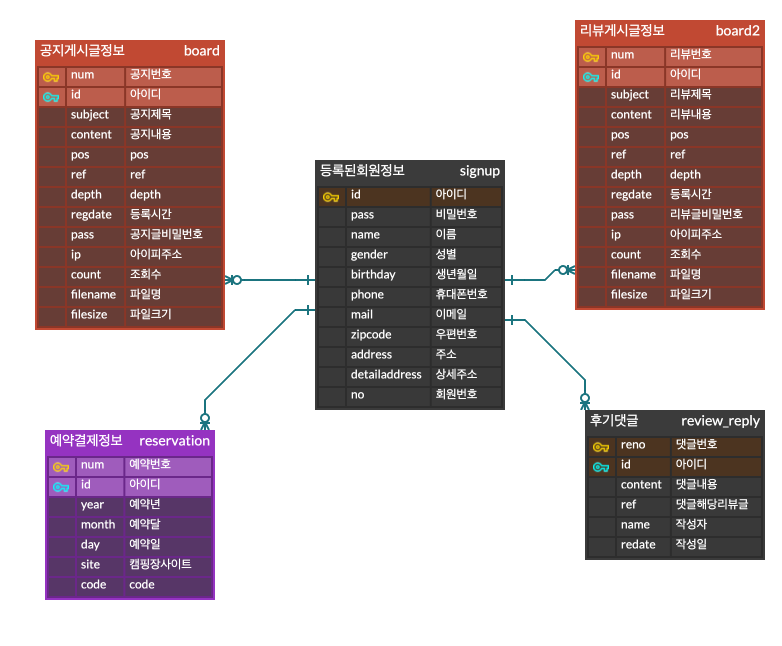 공지게시글정보 board
num 공지번호
id 아이디
subject 공지제목
content 공지내용
pos pos
ref ref
depth depth
regdate 등록시간
pass 공지글비밀번호
ip 아이피주소
count 조회수
filename 파일명
filesize 파일크기
리뷰게시글정보 board2
num 리뷰번호
id 아이디
subject 리뷰제목
content 리뷰내용
pos pos
ref ref
depth depth
regdate 등록시간
pass 리뷰글비밀번호
ip 아이피주소
count 조회수
filename 파일명
filesize 파일크기
등록된회원정보 signup
id 아이디
pass 비밀번호
name 이름
gender 성별
birthday 생년월일
phone 휴대폰번호
mail 이메일
zipcode 우편번호
address 주소
detailaddress 상세주소
no 회원번호
예약결제정보 reservation
num 예약번호
id 아이디
year 예약년
month 예약달
day 예약일
site 캠핑장사이트
code code
후기댓글 review_reply
reno 댓글번호
id 아이디
content 댓글내용
ref 댓글해당리뷰글
name 작성자
redate 작성일